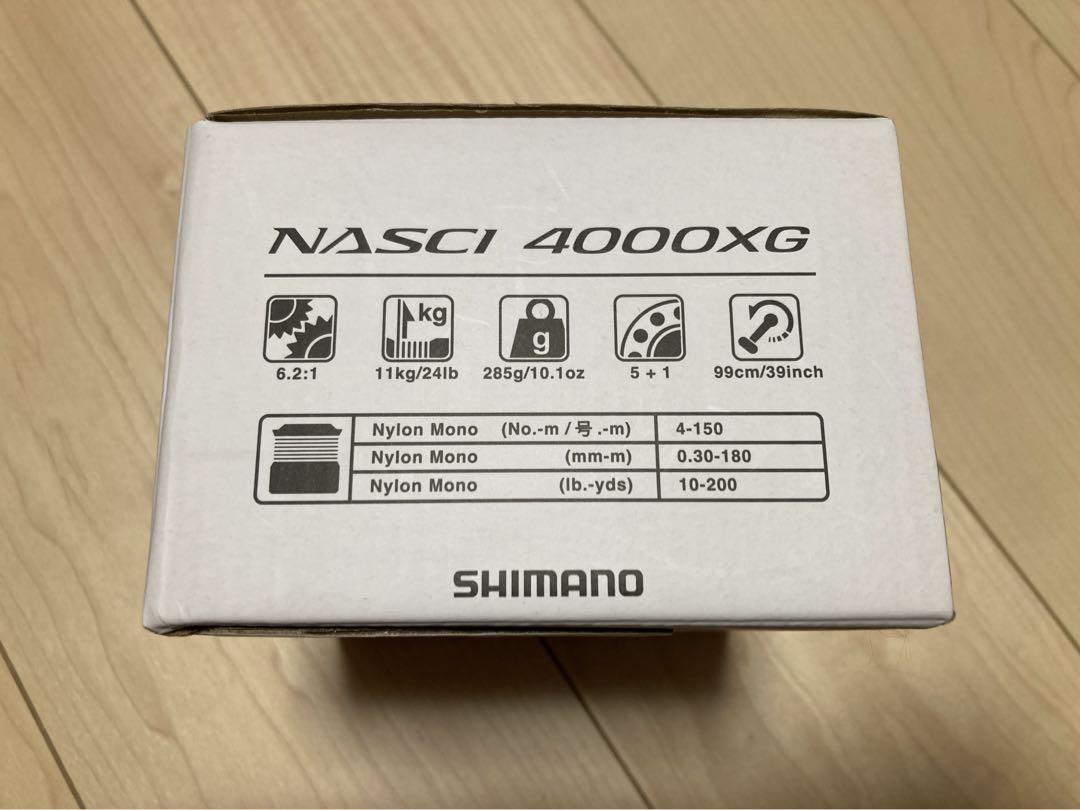 NASCI 4000XG
kg
g
6.2:1 11kg/24lb 285g/10.1oz 5 + 1 99cm/39inch
Nylon Mono (No.-m / 号.-m) 4-150
Nylon Mono (mm-m) 0.30-180
Nylon Mono (lb.-yds) 10-200
SHIMANO